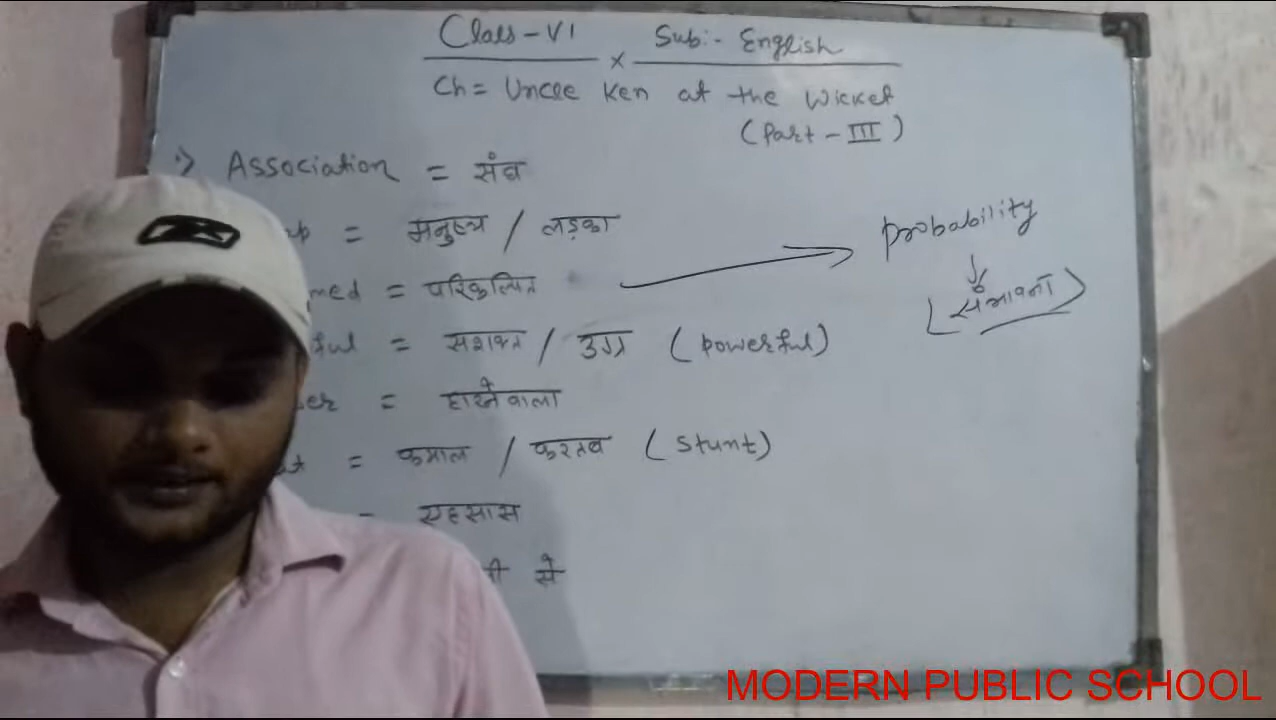 Class-VI × Sub:- English
Ch = Uncle Ken at the Wicket
(Part-III)
Association = संघ
= मनुष्य / लड़का
med = परिकल्पित → probability
↓
(संभावना)
ful = सशक्त / उग्र (powerful)
er = हारनेवाला
= कमाल / करतब (stunt)
= एहसास
से
MODERN PUBLIC SCHOOL